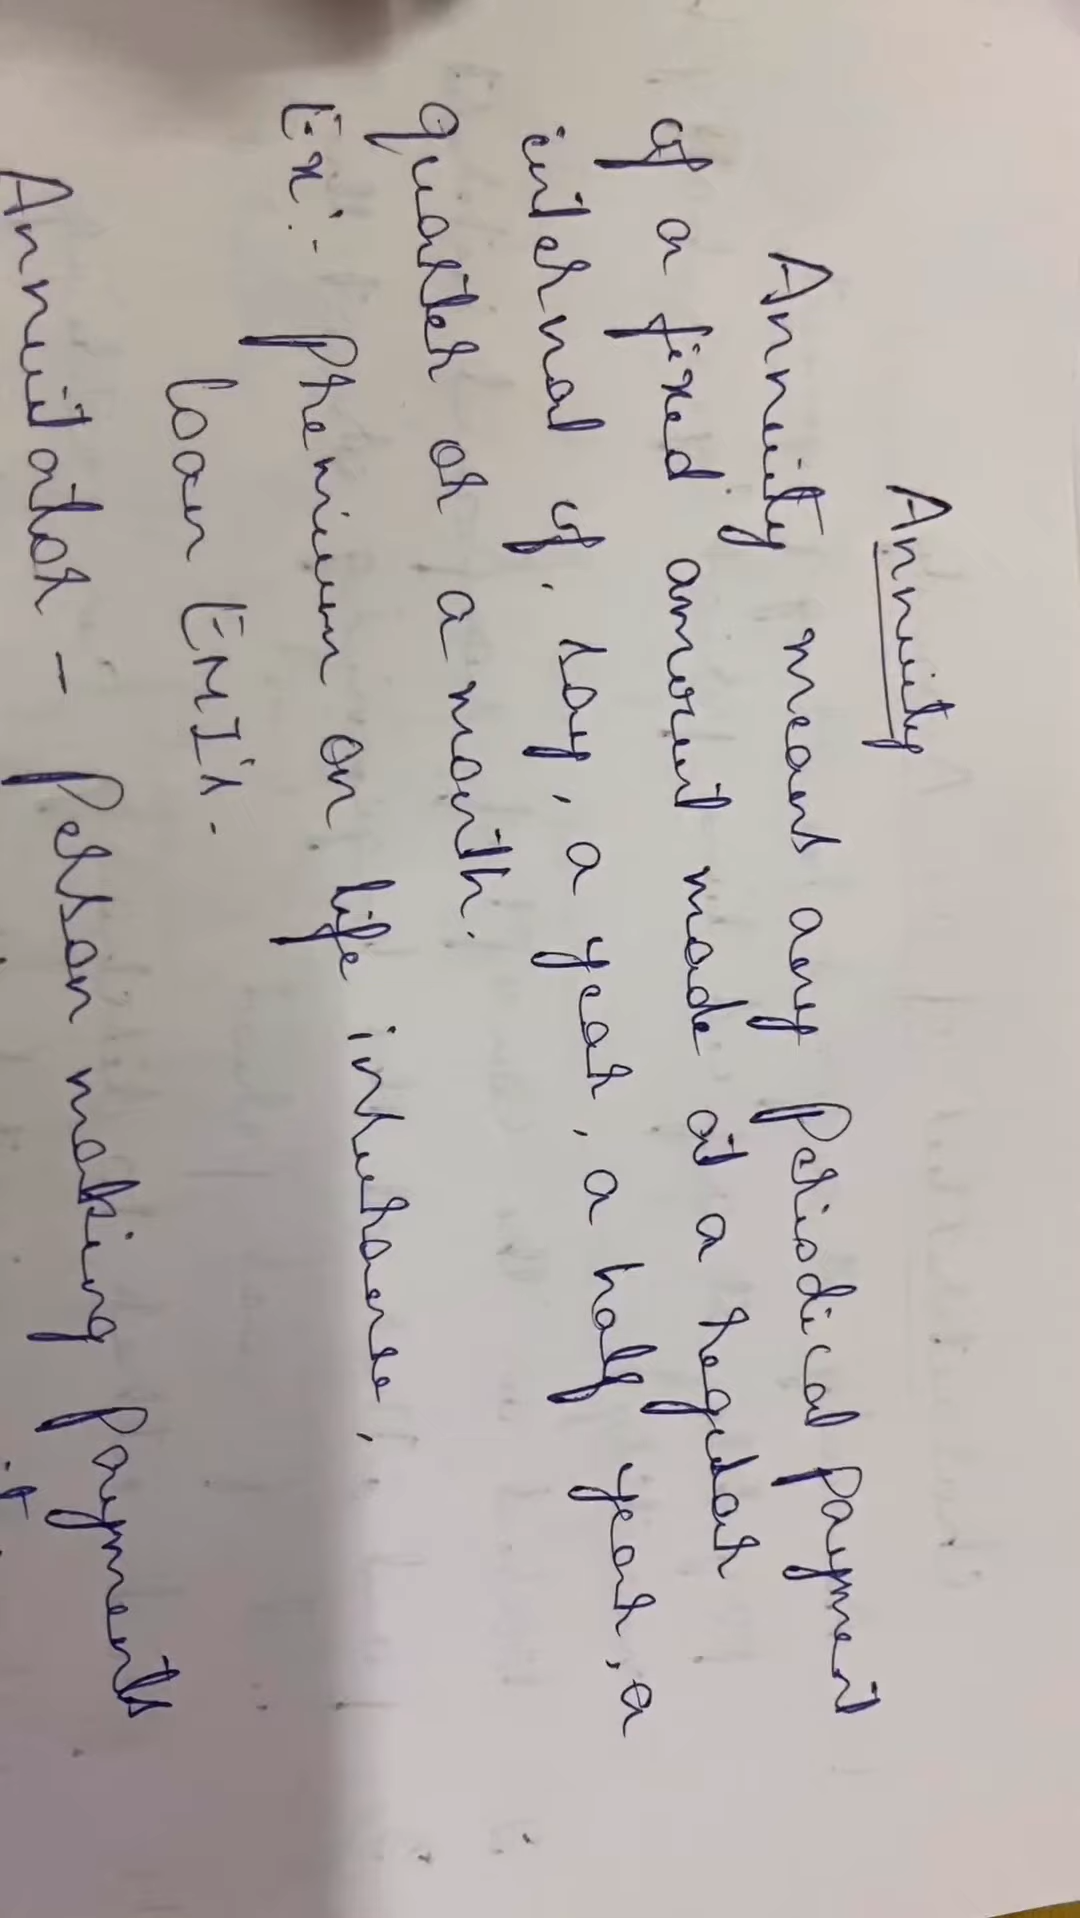 Annuity
Annuity means any periodical payment
of a fixed amount made at a regular
interval of, say, a year, a half year, a
quarter or a month.
Ex:- Premium on life insurance,
loan EMI's.
Annuitator - Person making payments